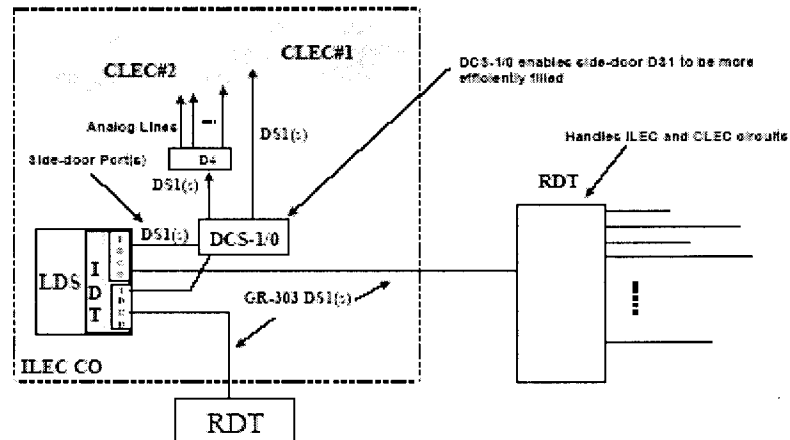 CLEC#1
CLEC#2
DCS-1/0 enables side-door DS1 to be more
efficiently filled
Analog Lines
DS1(s)
Handles ILEC and CLEC circuits
Side-door Port(s)
D4
RDT
DS1(s)
DS1(s)
DCS-1/0
LDS
IDT
GR-303 DS1(s)
ILEC CO
RDT